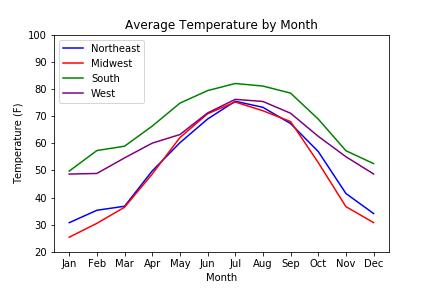 Average Temperature by Month
100
90
80
70
60
50
40
30
20
Temperature (F)
Northeast
Midwest
South
West
Jan Feb Mar Apr May Jun Jul Aug Sep Oct Nov Dec
Month